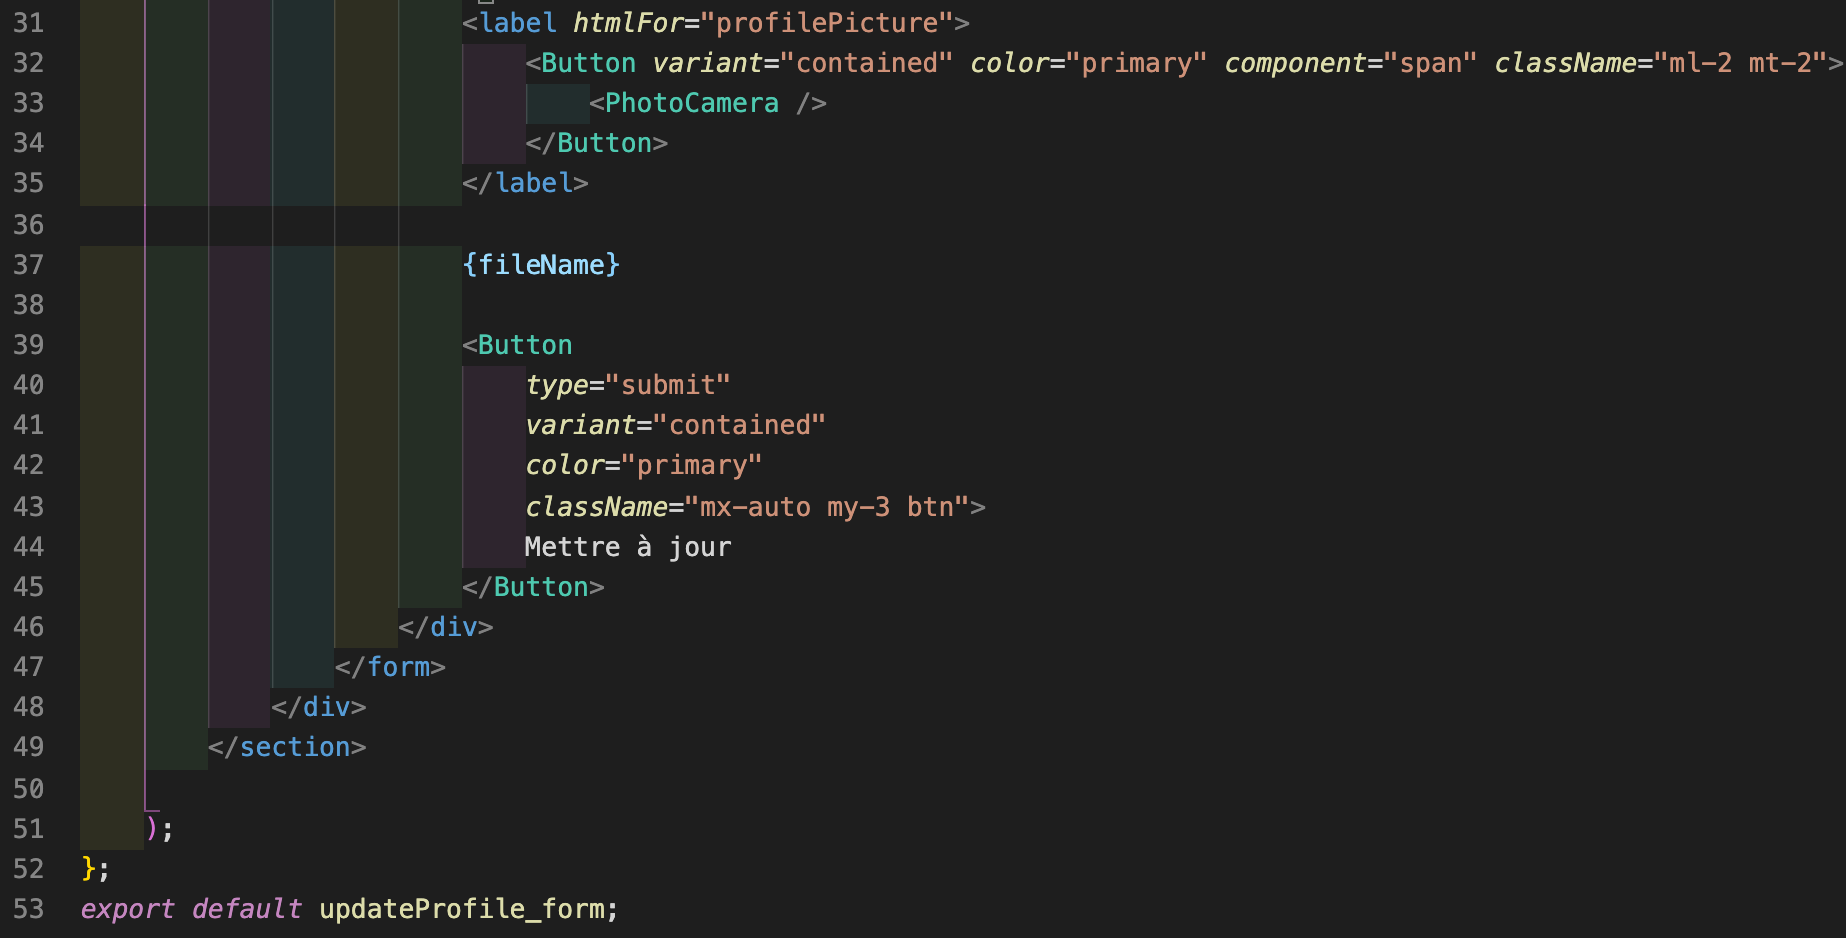 31 <label htmlFor="profilePicture">
32 <Button variant="contained" color="primary" component="span" className="ml-2 mt-2">
33 <PhotoCamera />
34 </Button>
35 </label>
36
37 {fileName}
38
39 <Button
40 type="submit"
41 variant="contained"
42 color="primary"
43 className="mx-auto my-3 btn">
44 Mettre à jour
45 </Button>
46 </div>
47 </form>
48 </div>
49 </section>
50
51 );
52 };
53 export default updateProfile_form;